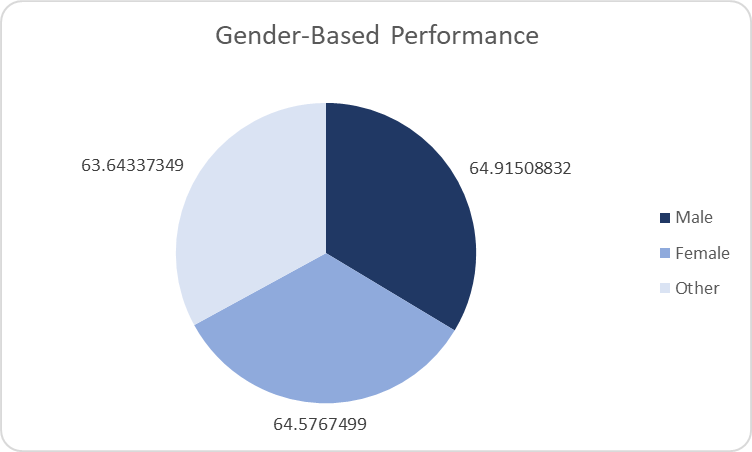 Gender-Based Performance
63.64337349
64.91508832
64.5767499
Male
Female
Other